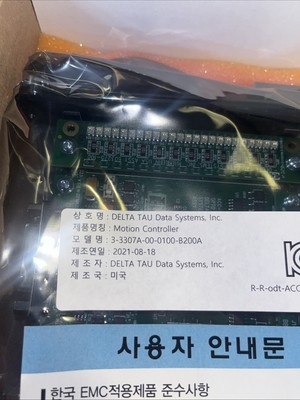 상 호 명 : DELTA TAU Data Systems, Inc.
제품명칭 : Motion Controller
모 델 명 : 3-3307A-00-0100-B200A
제조연일 : 2021-08-18
제 조 자 : DELTA TAU Data Systems, Inc.
제 조 국 : 미국
R-R-odt-ACC
사용자 안내문
한국 EMC적용제품 준수사항